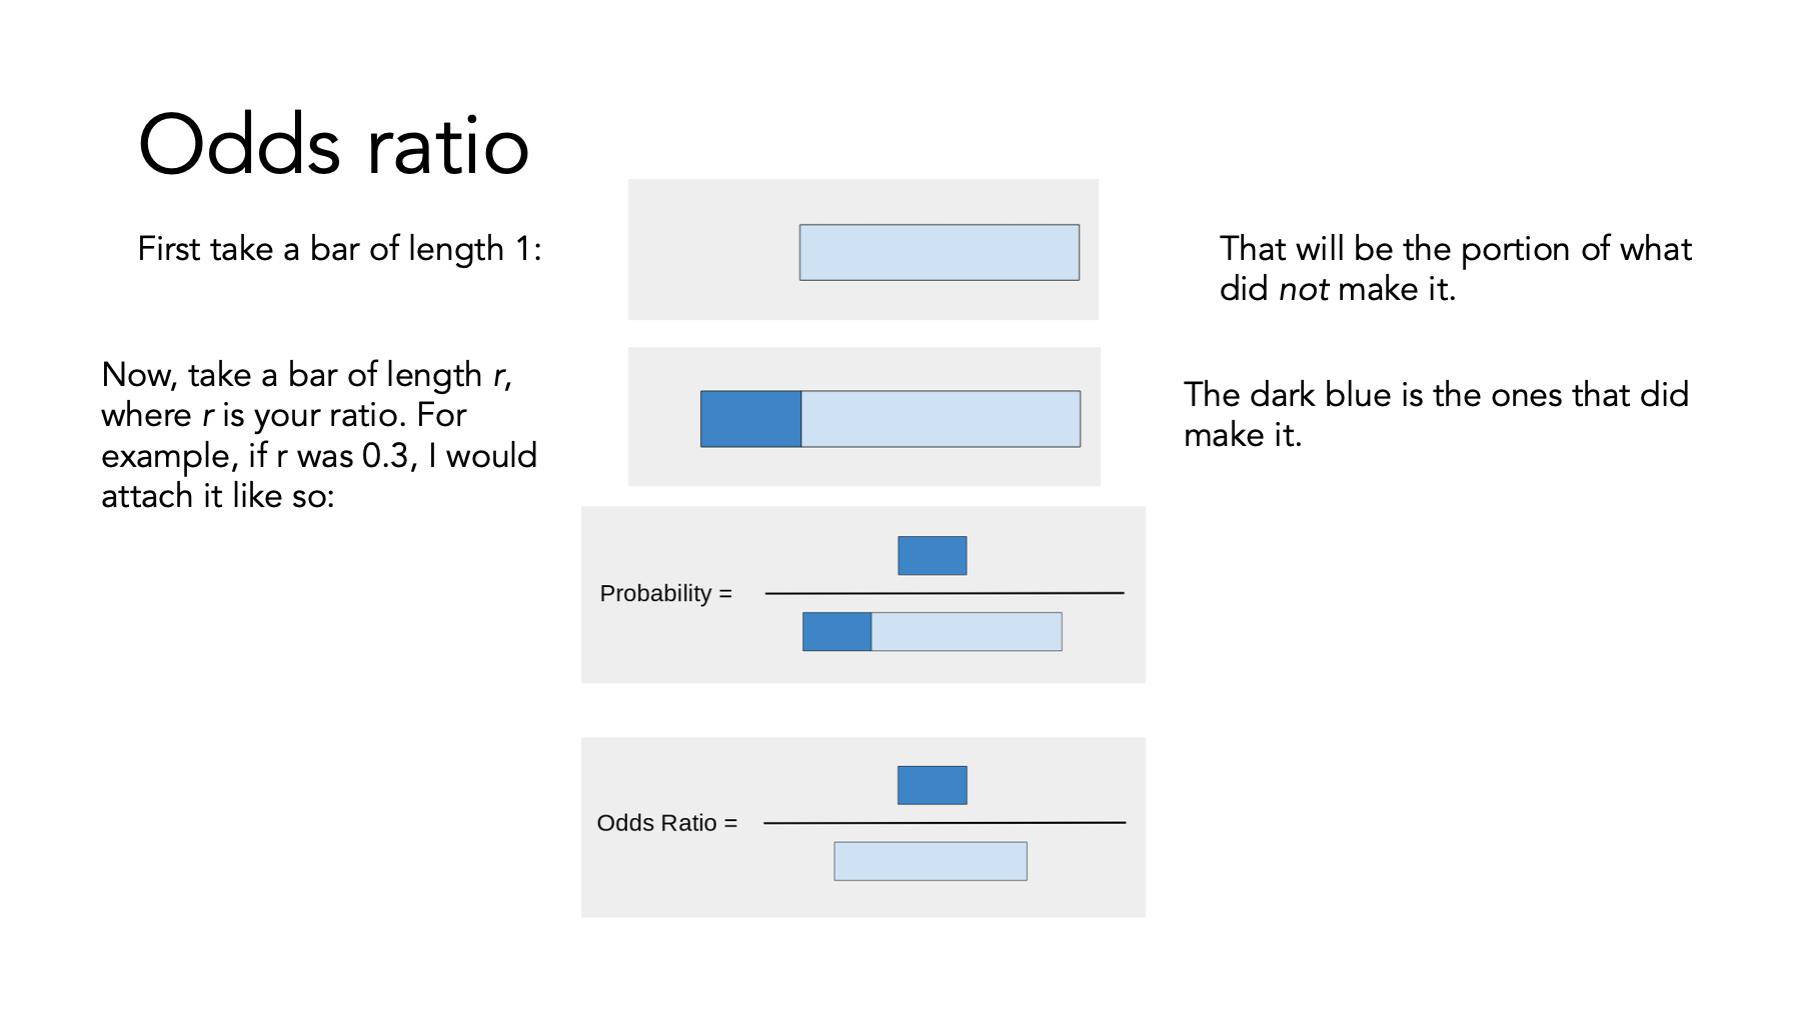 Odds ratio
First take a bar of length 1:
That will be the portion of what
did not make it.
Now, take a bar of length r,
where r is your ratio. For
example, if r was 0.3, I would
attach it like so:
The dark blue is the ones that did
make it.
Probability =
Odds Ratio =